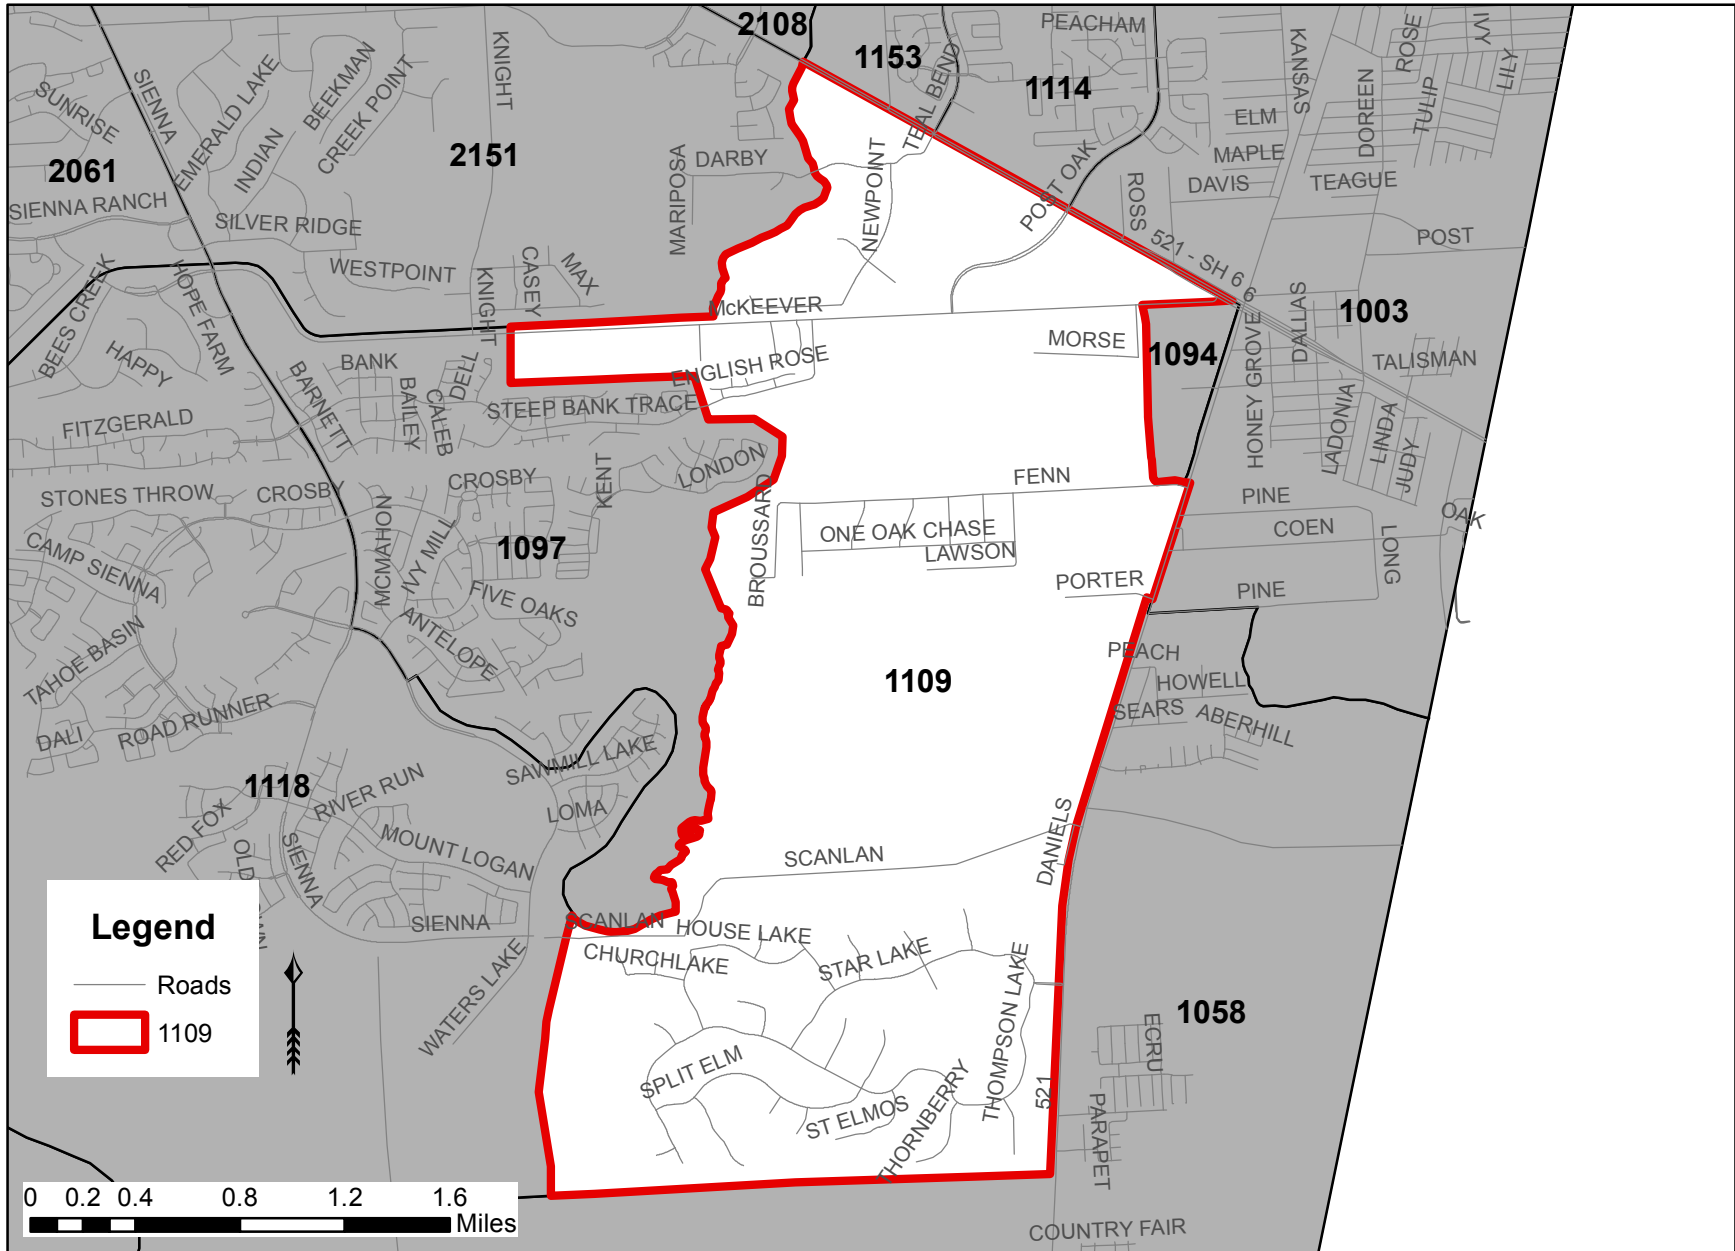 2108
1153
PEACHAM
1114
KANSAS
ROSE
IVY
LILY
TULIP
DOREEN
KNIGHT
SIENNA
EMERALD LAKE
BEEKMAN
CREEK POINT
INDIAN
SUNRISE
2061
2151
TEAL BEND
ELM
MAPLE
DAVIS
TEAGUE
MARIPOSA
DARBY
NEWPOINT
POST OAK
ROSS
SIENNA RANCH
SILVER RIDGE
POST
521 - SH 6 6
WESTPOINT
CASEY
MAX
KNIGHT
BEES CREEK
HOPE FARM
McKEEVER
MORSE
1094
1003
DALLAS
HONEY GROVE
TALISMAN
HAPPY
BANK
BARNETT
BAILEY
CALEB
DELL
ENGLISH ROSE
STEEP BANK TRACE
LADONIA
LINDA
JUDY
FITZGERALD
STONES THROW
CROSBY
CROSBY
KENT
LONDON
BROUSSARD
FENN
PINE
COEN
OAK
LONG
CAMP SIENNA
MCMAHON
IVY MILL
1097
ONE OAK CHASE
LAWSON
PORTER
PINE
FIVE OAKS
ANTELOPE
TAHOE BASIN
PEACH
HOWELL
SEARS
ABERHILL
1109
DALI
ROAD RUNNER
SAWMILL LAKE
1118
RIVER RUN
LOMA
RED FOX
MOUNT LOGAN
SIENNA
SCANLAN
DANIELS
SIENNA
SCANLAN
HOUSE LAKE
CHURCHLAKE
STAR LAKE
THOMPSON LAKE
WATERS LAKE
1058
ECRU
SPLIT ELM
ST ELMOS
THORNBERRY
521
PARAPET
COUNTRY FAIR
Legend
Roads
1109
0 0.2 0.4 0.8 1.2 1.6
Miles